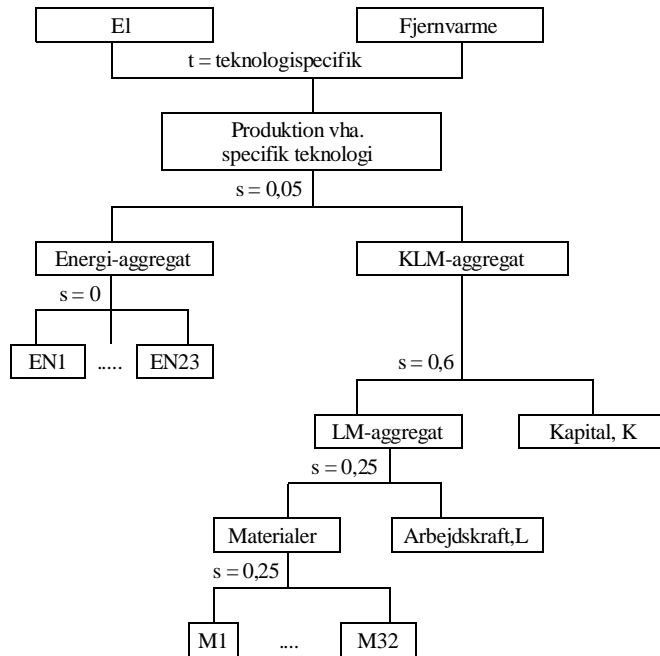 El
Fjernvarme
t = teknologispecifik
Produktion vha.
specifik teknologi
s = 0,05
Energi-aggregat
KLM-aggregat
s = 0
EN1
.....
EN23
s = 0,6
LM-aggregat
Kapital, K
s = 0,25
Materialer
Arbejdskraft,L
s = 0,25
M1
....
M32